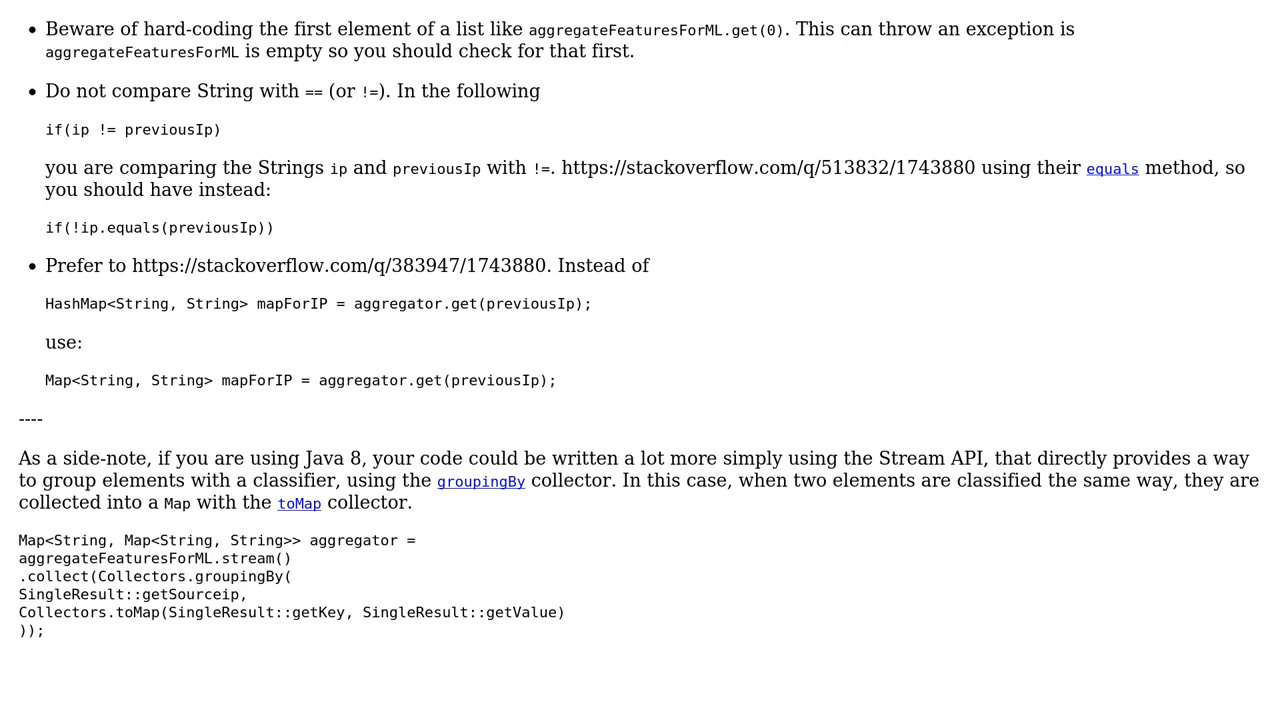 • Beware of hard-coding the first element of a list like aggregateFeaturesForML.get(0). This can throw an exception is
aggregateFeaturesForML is empty so you should check for that first.
• Do not compare String with == (or !=). In the following
if(ip != previousIp)
you are comparing the Strings ip and previousIp with !=. https://stackoverflow.com/q/513832/1743880 using their equals method, so
you should have instead:
if(!ip.equals(previousIp))
• Prefer to https://stackoverflow.com/q/383947/1743880. Instead of
HashMap<String, String> mapForIP = aggregator.get(previousIp);
use:
Map<String, String> mapForIP = aggregator.get(previousIp);
----
As a side-note, if you are using Java 8, your code could be written a lot more simply using the Stream API, that directly provides a way
to group elements with a classifier, using the groupingBy collector. In this case, when two elements are classified the same way, they are
collected into a Map with the toMap collector.
Map<String, Map<String, String>> aggregator =
aggregateFeaturesForML.stream()
.collect(Collectors.groupingBy(
SingleResult::getSourceip,
Collectors.toMap(SingleResult::getKey, SingleResult::getValue)
));